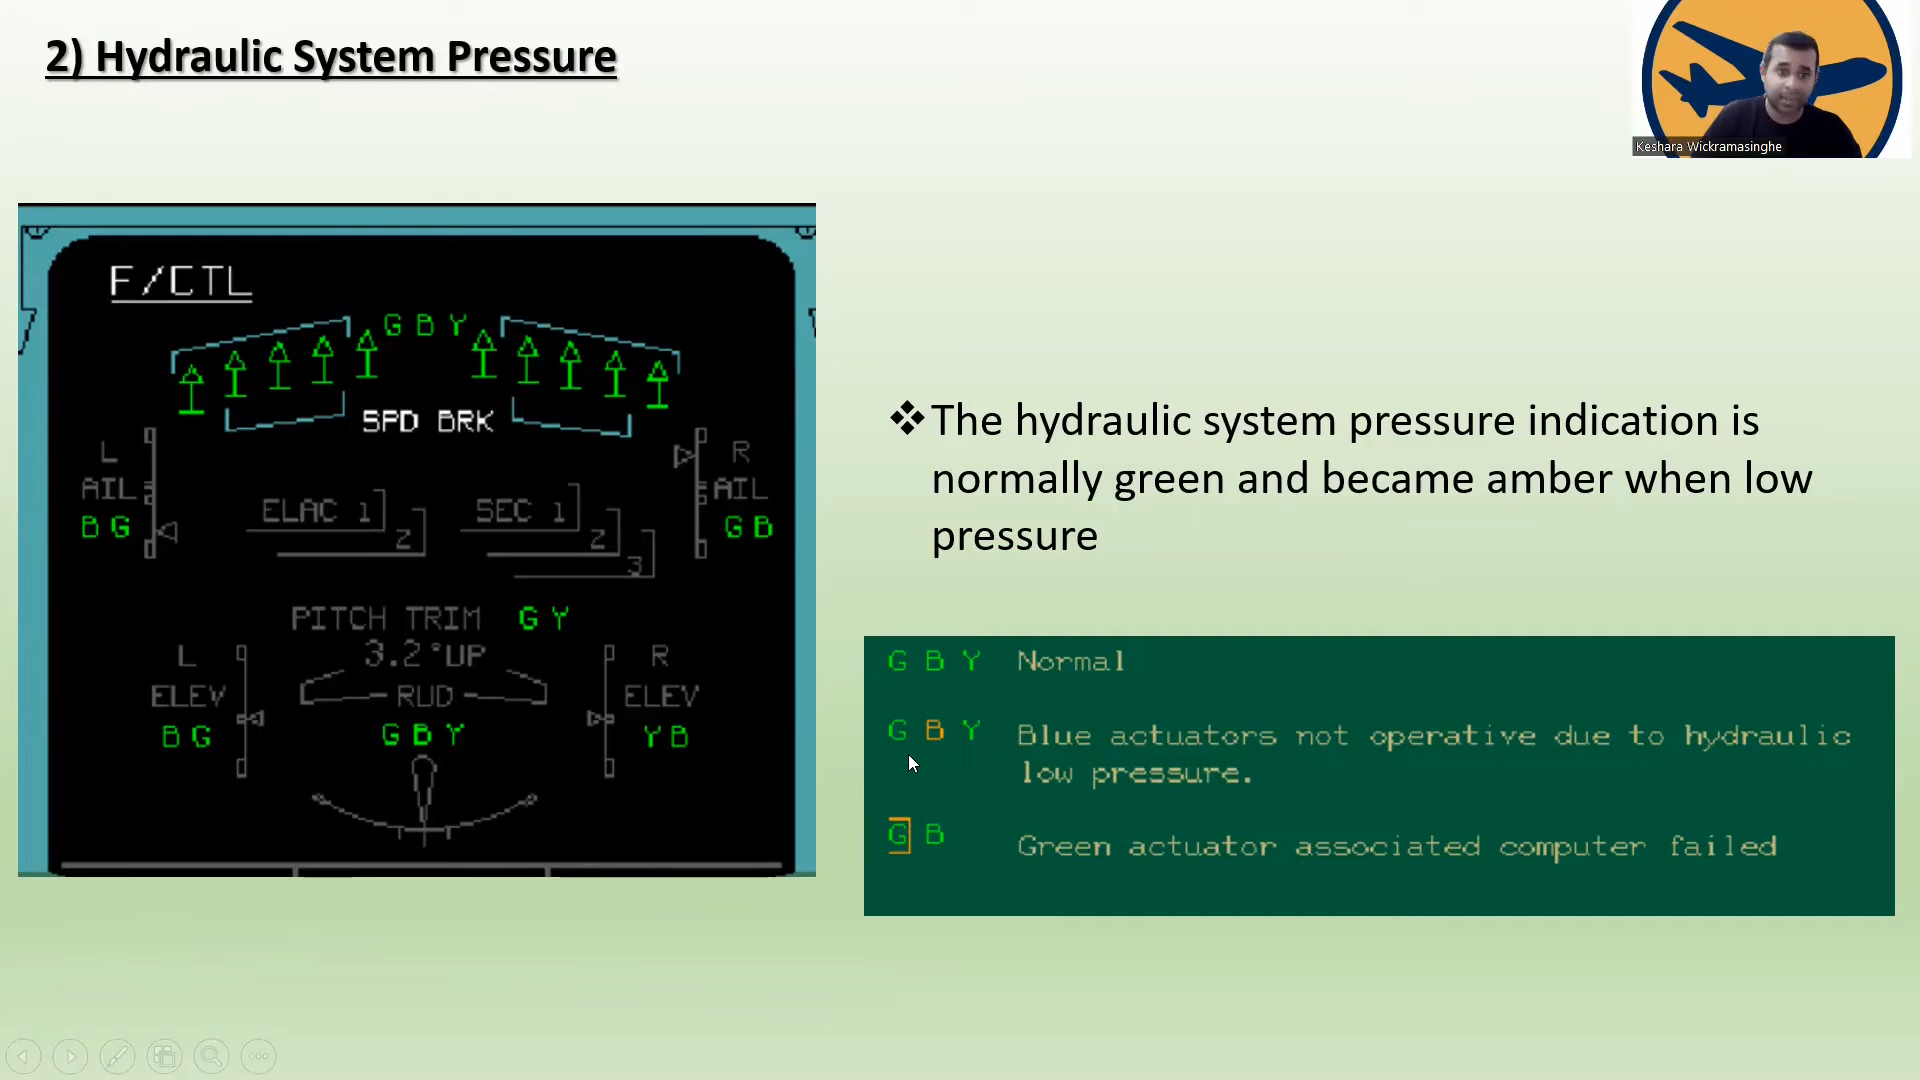 2) Hydraulic System Pressure
Keshara Wickramasinghe
F/CTL
G B Y
SPD BRK
L
AIL
B G
ELAC 1
2
SEC 1
2
3
R
AIL
G B
PITCH TRIM G Y
3.2°UP
L
ELEV
B G
RUD
G B Y
R
ELEV
Y B
❖The hydraulic system pressure indication is
normally green and became amber when low
pressure
G B Y Normal
G B Y Blue actuators not operative due to hydraulic
low pressure.
G B Green actuator associated computer failed